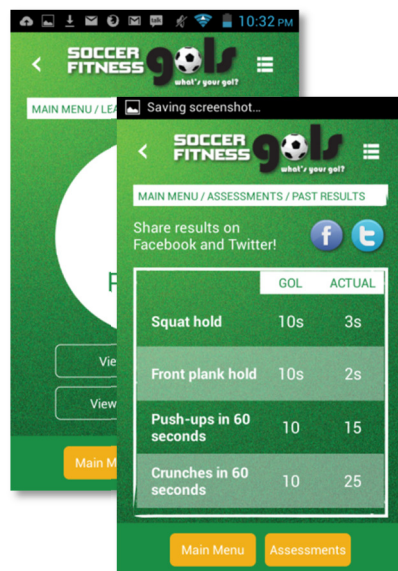 10:32 PM
SOCCER
FITNESS
gols
what's your gol?
MAIN MENU / LEA
P
Vie
View
Main M
Saving screenshot...
SOCCER
FITNESS
gols
what's your gol?
MAIN MENU / ASSESSMENTS / PAST RESULTS
Share results on
Facebook and Twitter!
GOL ACTUAL
Squat hold 10s 3s
Front plank hold 10s 2s
Push-ups in 60
seconds 10 15
Crunches in 60
seconds 10 25
Main Menu Assessments